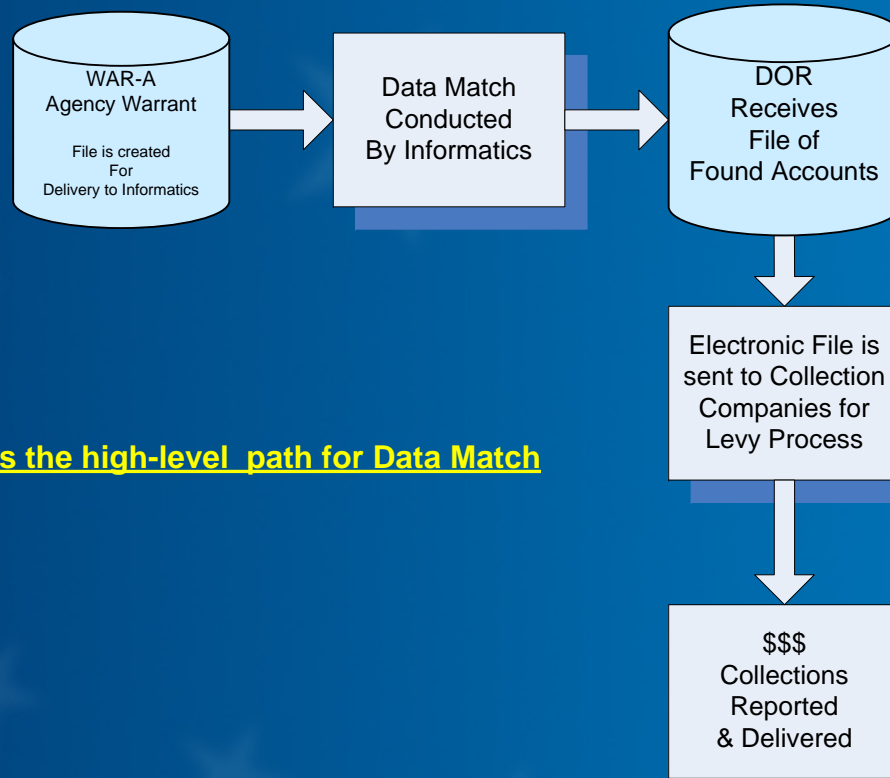 WAR-A
Agency Warrant
File is created
For
Delivery to Informatics
Data Match
Conducted
By Informatics
DOR
Receives
File of
Found Accounts
Electronic File is
sent to Collection
Companies for
Levy Process
s the high-level path for Data Match
$$$
Collections
Reported
& Delivered